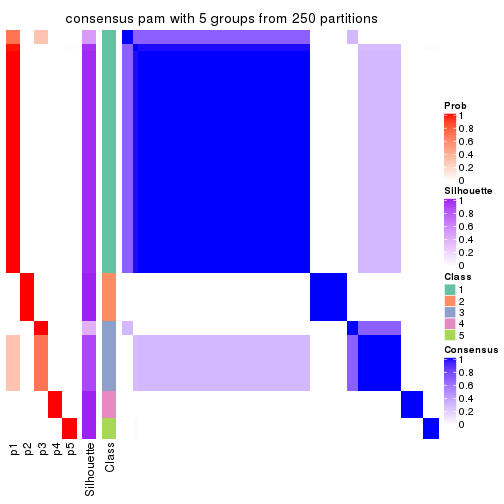 consensus pam with 5 groups from 250 partitions
Prob
1
0.8
0.6
0.4
0.2
0
Silhouette
1
0.8
0.6
0.4
0.2
0
Class
1
2
3
4
5
Consensus
1
0.8
0.6
0.4
0.2
0
p1
p2
p3
p4
p5
Silhouette
Class